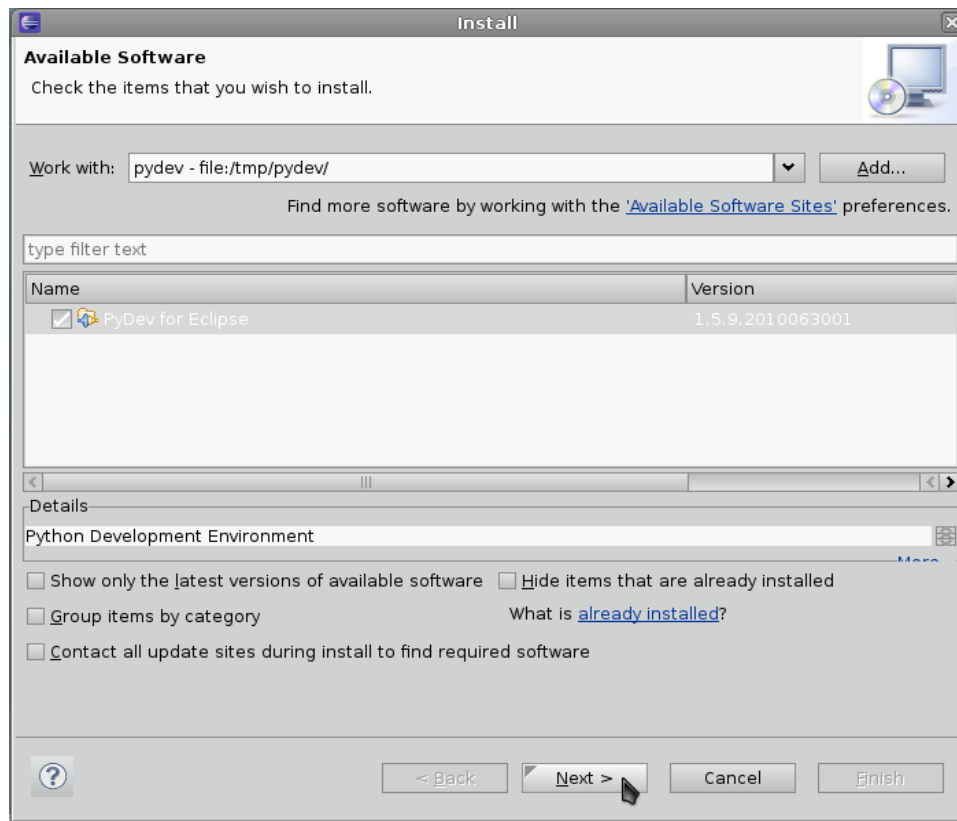 Install
Available Software
Check the items that you wish to install.
Work with: pydev - file:/tmp/pydev/ Add...
Find more software by working with the 'Available Software Sites' preferences.
type filter text
Name Version
PyDev for Eclipse 1.5.9.2010063001
Details
Python Development Environment
More
Show only the latest versions of available software Hide items that are already installed
Group items by category What is already installed?
Contact all update sites during install to find required software
? < Back Next > Cancel Finish